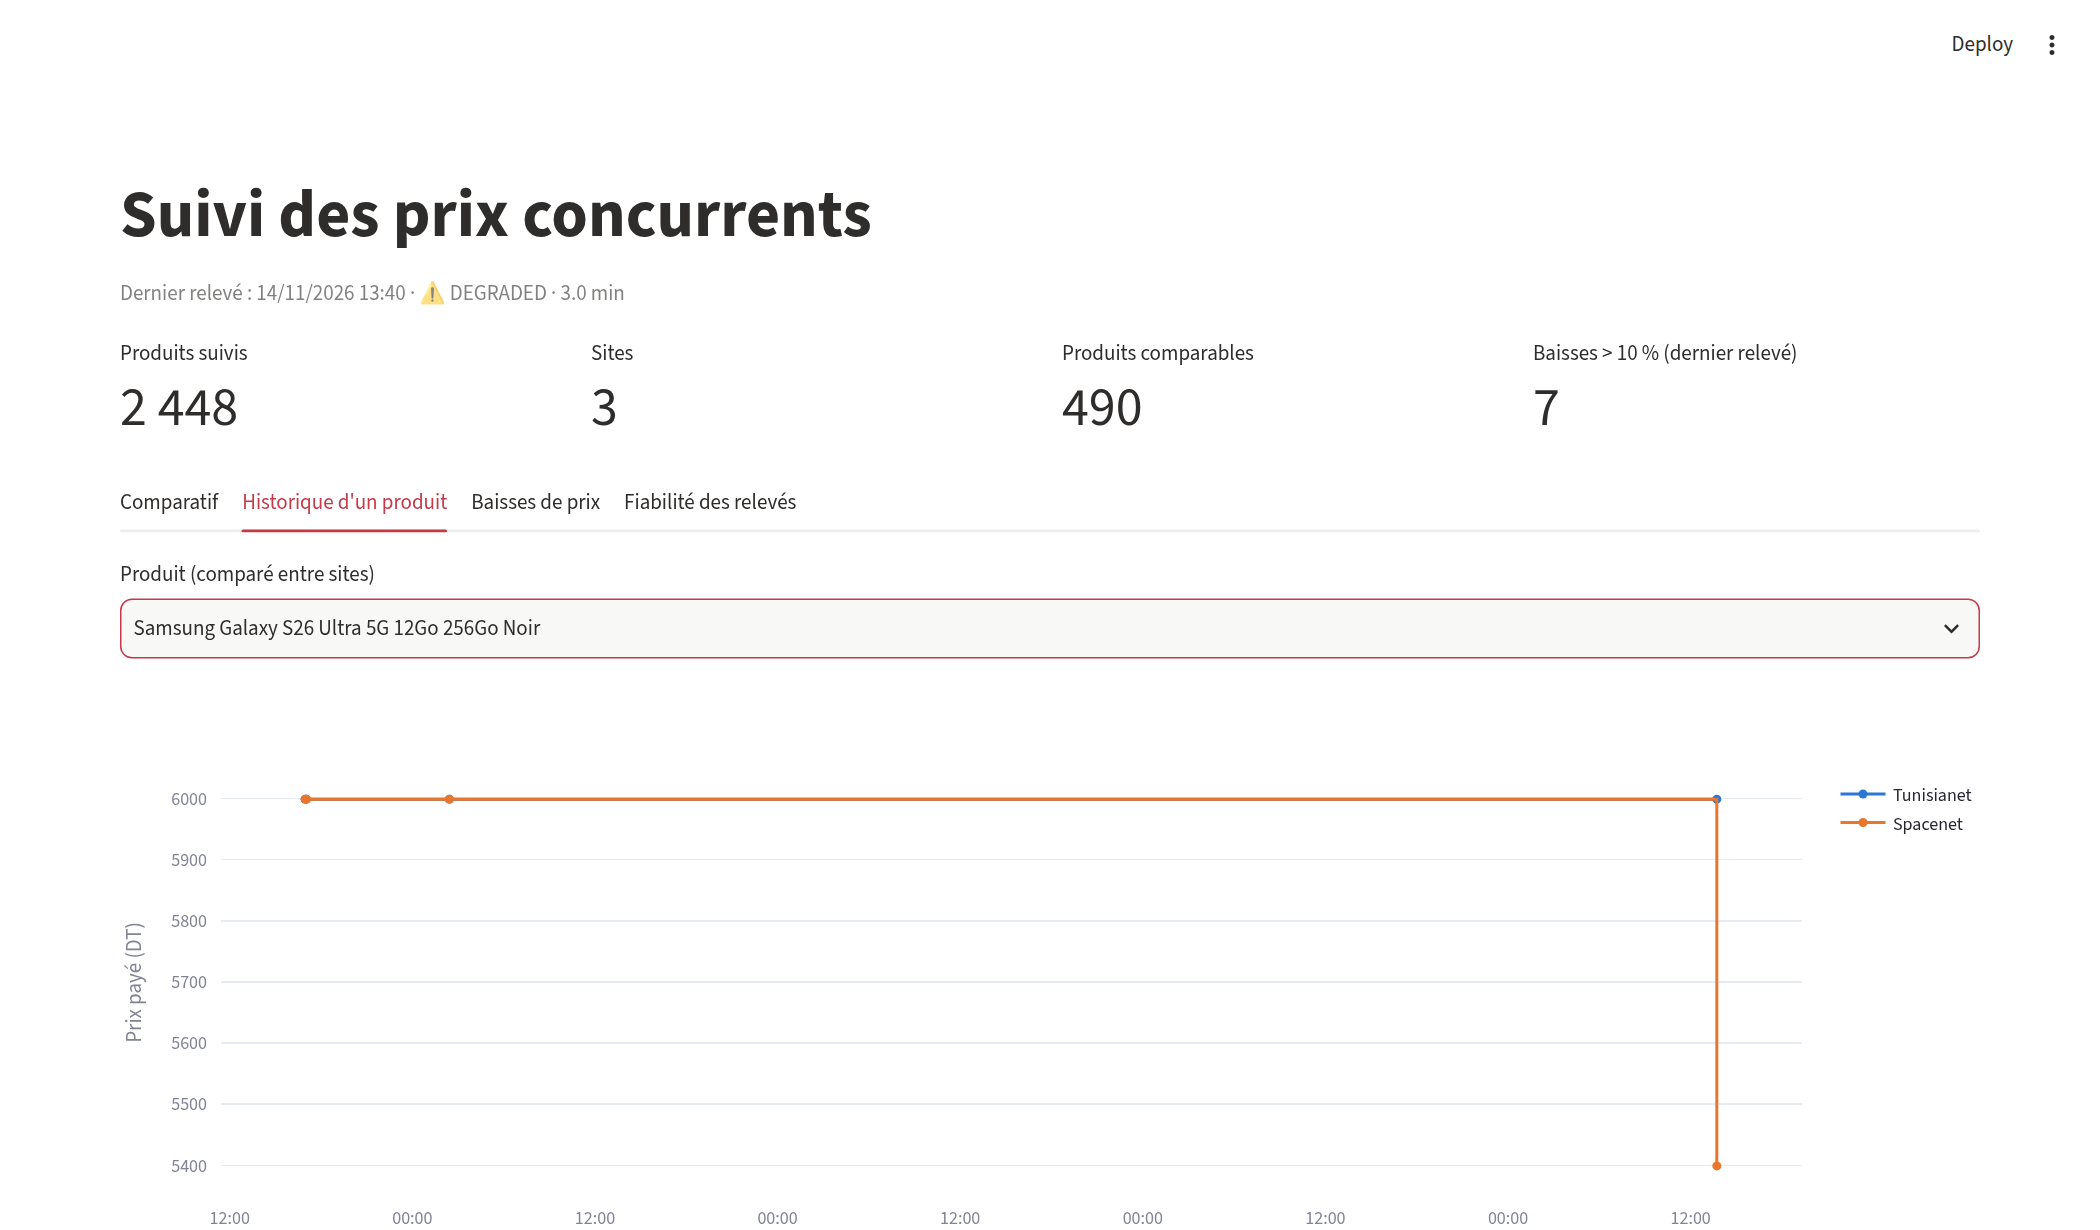 Deploy
Suivi des prix concurrents
Dernier relevé : 14/11/2026 13:40 · ⚠️ DEGRADED · 3.0 min
Produits suivis
2 448
Sites
3
Produits comparables
490
Baisses > 10 % (dernier relevé)
7
Comparatif Historique d'un produit Baisses de prix Fiabilité des relevés
Produit (comparé entre sites)
Samsung Galaxy S26 Ultra 5G 12Go 256Go Noir
Prix payé (DT)
6000
5900
5800
5700
5600
5500
5400
12:00 00:00 12:00 00:00 12:00 00:00 12:00 00:00 12:00
Tunisianet
Spacenet